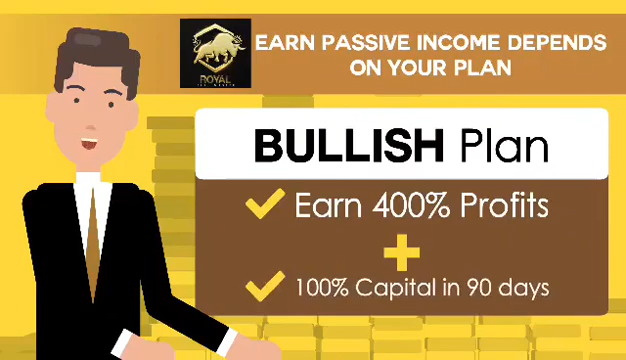 EARN PASSIVE INCOME DEPENDS
ON YOUR PLAN
ROYAL
BULLISH Plan
Earn 400% Profits
+
100% Capital in 90 days